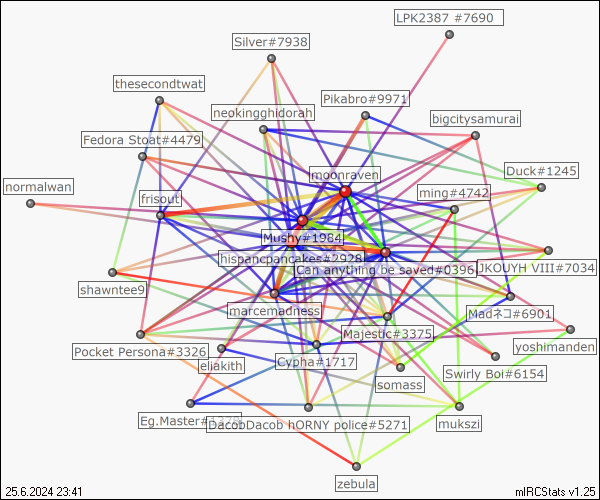 LPK2387 #7690
Silver#7938
thesecondtwat
Pikabro#9971
neokingghidorah
bigcitysamurai
Fedora Stoat#4479
moonraven
Duck#1245
normalwan
ming#4742
frisout
Mushy#1984
hispancpancakes#2928
Can anything be saved#0396
JKOUYH VIII#7034
shawntee9
marcemadness
Madネコ#6901
Majestic#3375
yoshimanden
Pocket Persona#3326
eljakith
Cypha#1717
Swirly Boi#6154
somass
Eg.Master#
DacobDacob hORNY police#5271
mukszi
zebula
25.6.2024 23:41
mIRCStats v1.25